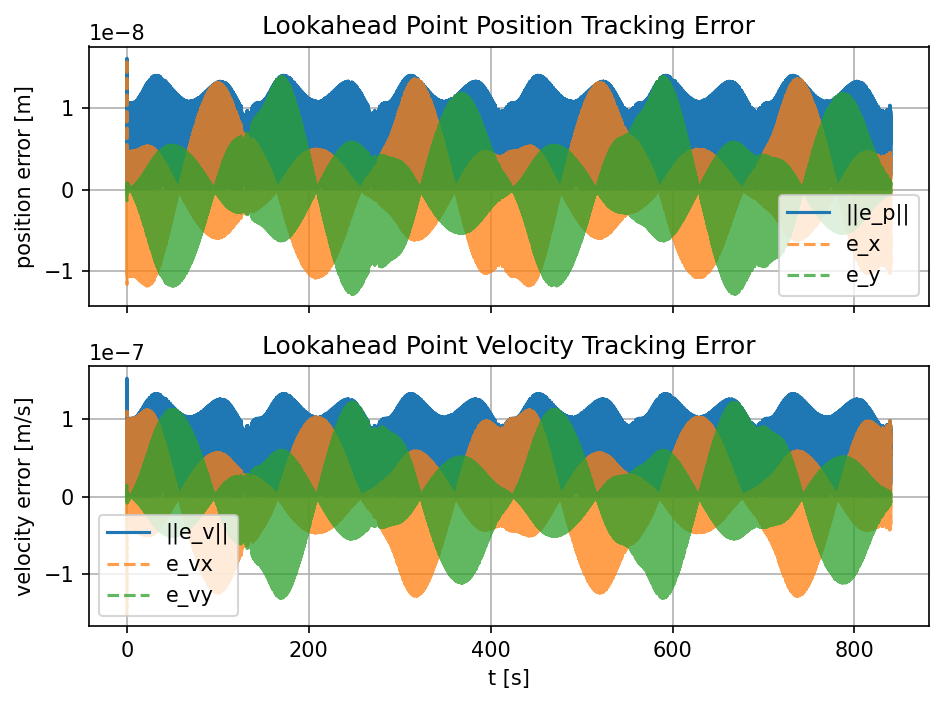 Lookahead Point Position Tracking Error
1e−8
position error [m]
1
0
−1
||e_p||
e_x
e_y
Lookahead Point Velocity Tracking Error
1e−7
velocity error [m/s]
1
0
−1
||e_v||
e_vx
e_vy
0 200 400 600 800
t [s]